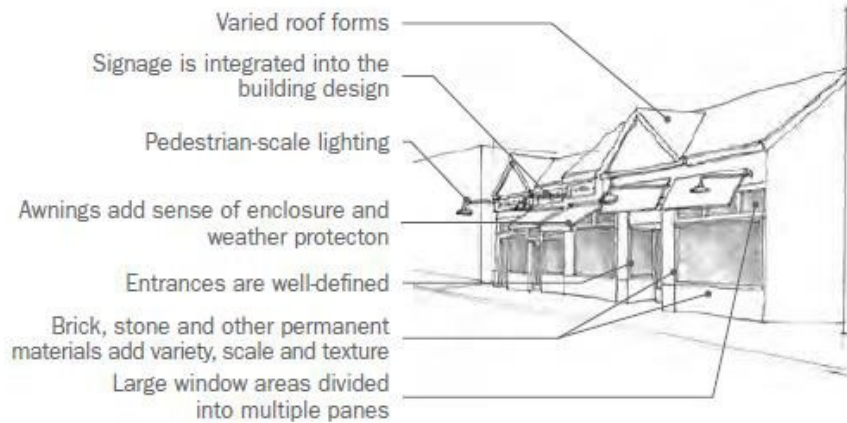 Varied roof forms
Signage is integrated into the
building design
Pedestrian-scale lighting
Awnings add sense of enclosure and
weather protecton
Entrances are well-defined
Brick, stone and other permanent
materials add variety, scale and texture
Large window areas divided
into multiple panes